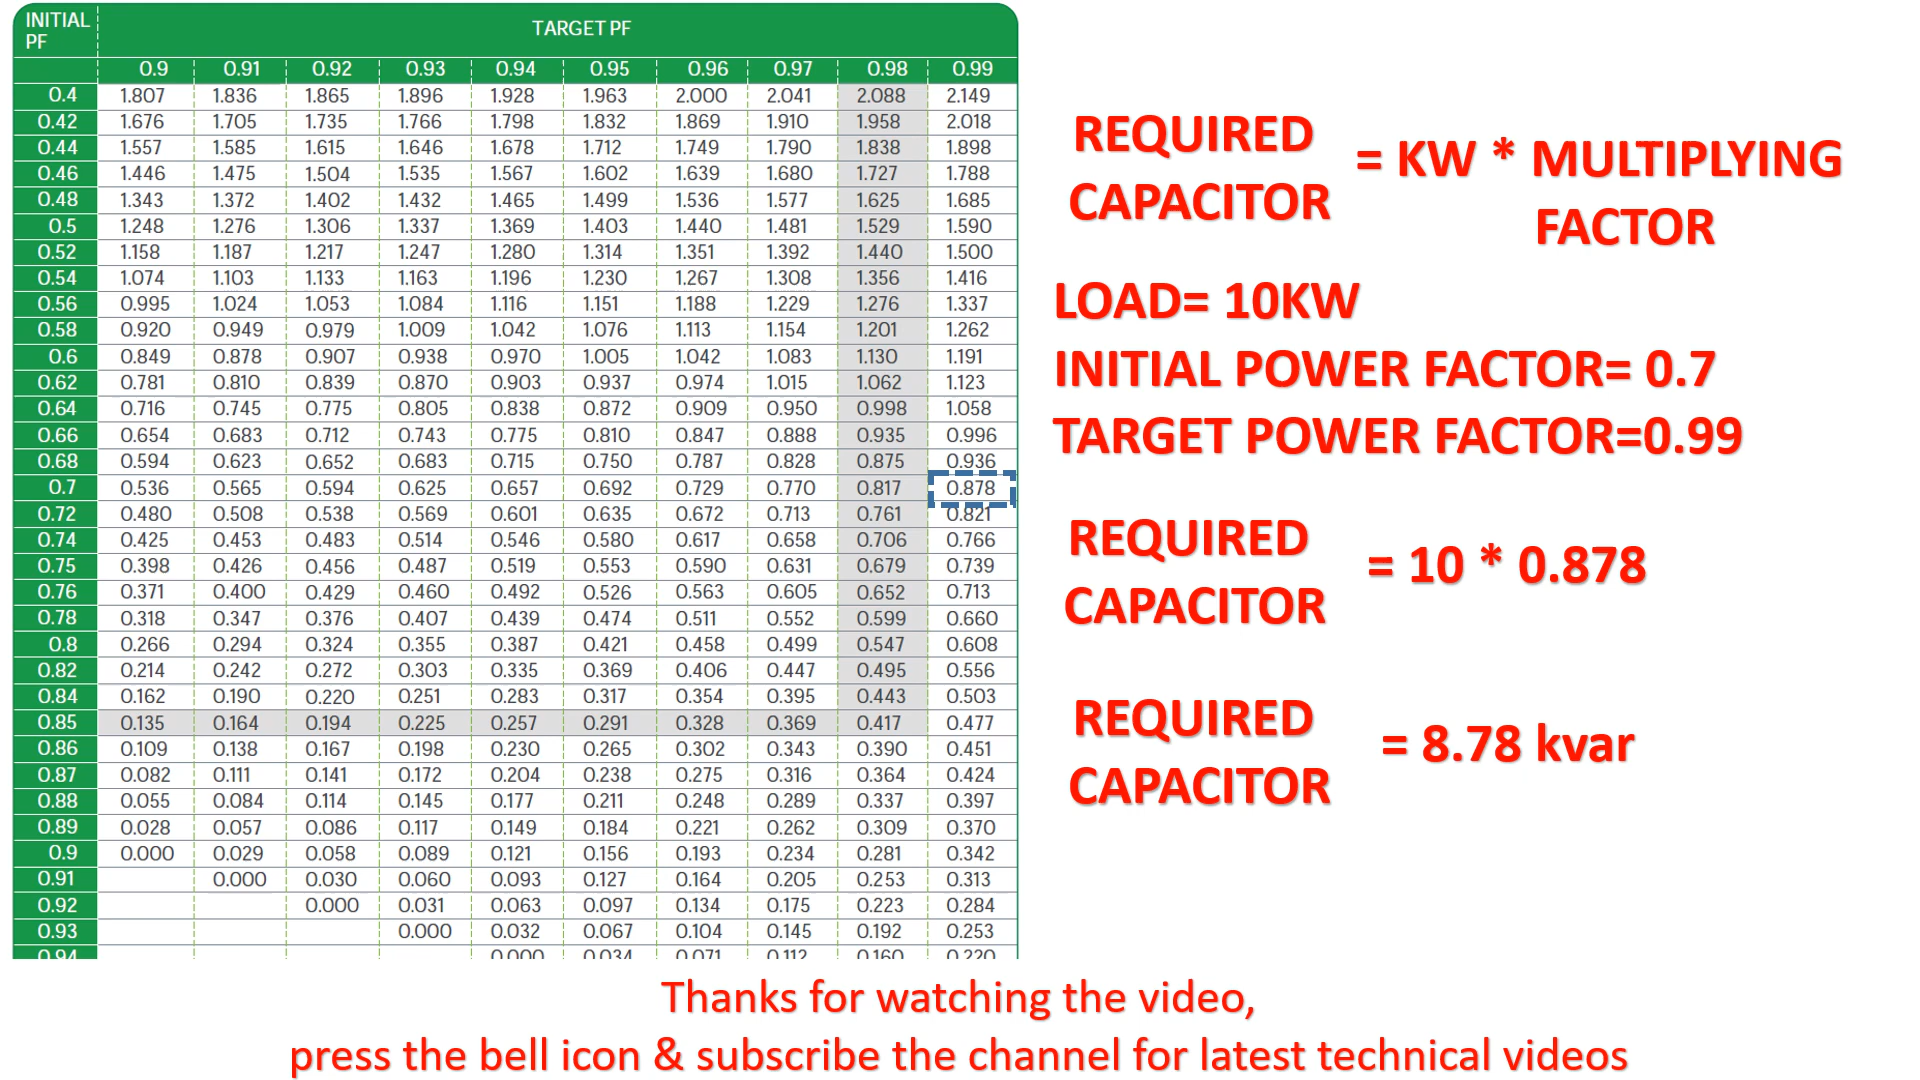 INITIAL PF TARGET PF
0.9 0.91 0.92 0.93 0.94 0.95 0.96 0.97 0.98 0.99
0.4 1.807 1.836 1.865 1.896 1.928 1.963 2.000 2.041 2.088 2.149
0.42 1.676 1.705 1.735 1.766 1.798 1.832 1.869 1.910 1.958 2.018
0.44 1.557 1.585 1.615 1.646 1.678 1.712 1.749 1.790 1.838 1.898
0.46 1.446 1.475 1.504 1.535 1.567 1.602 1.639 1.680 1.727 1.788
0.48 1.343 1.372 1.402 1.432 1.465 1.499 1.536 1.577 1.625 1.685
0.5 1.248 1.276 1.306 1.337 1.369 1.403 1.440 1.481 1.529 1.590
0.52 1.158 1.187 1.217 1.247 1.280 1.314 1.351 1.392 1.440 1.500
0.54 1.074 1.103 1.133 1.163 1.196 1.230 1.267 1.308 1.356 1.416
0.56 0.995 1.024 1.053 1.084 1.116 1.151 1.188 1.229 1.276 1.337
0.58 0.920 0.949 0.979 1.009 1.042 1.076 1.113 1.154 1.201 1.262
0.6 0.849 0.878 0.907 0.938 0.970 1.005 1.042 1.083 1.130 1.191
0.62 0.781 0.810 0.839 0.870 0.903 0.937 0.974 1.015 1.062 1.123
0.64 0.716 0.745 0.775 0.805 0.838 0.872 0.909 0.950 0.998 1.058
0.66 0.654 0.683 0.712 0.743 0.775 0.810 0.847 0.888 0.935 0.996
0.68 0.594 0.623 0.652 0.683 0.715 0.750 0.787 0.828 0.875 0.936
0.7 0.536 0.565 0.594 0.625 0.657 0.692 0.729 0.770 0.817 0.878
0.72 0.480 0.508 0.538 0.569 0.601 0.635 0.672 0.713 0.761 0.821
0.74 0.425 0.453 0.483 0.514 0.546 0.580 0.617 0.658 0.706 0.766
0.75 0.398 0.426 0.456 0.487 0.519 0.553 0.590 0.631 0.679 0.739
0.76 0.371 0.400 0.429 0.460 0.492 0.526 0.563 0.605 0.652 0.713
0.78 0.318 0.347 0.376 0.407 0.439 0.474 0.511 0.552 0.599 0.660
0.8 0.266 0.294 0.324 0.355 0.387 0.421 0.458 0.499 0.547 0.608
0.82 0.214 0.242 0.272 0.303 0.335 0.369 0.406 0.447 0.495 0.556
0.84 0.162 0.190 0.220 0.251 0.283 0.317 0.354 0.395 0.443 0.503
0.85 0.135 0.164 0.194 0.225 0.257 0.291 0.328 0.369 0.417 0.477
0.86 0.109 0.138 0.167 0.198 0.230 0.265 0.302 0.343 0.390 0.451
0.87 0.082 0.111 0.141 0.172 0.204 0.238 0.275 0.316 0.364 0.424
0.88 0.055 0.084 0.114 0.145 0.177 0.211 0.248 0.289 0.337 0.397
0.89 0.028 0.057 0.086 0.117 0.149 0.184 0.221 0.262 0.309 0.370
0.9 0.000 0.029 0.058 0.089 0.121 0.156 0.193 0.234 0.281 0.342
0.91 0.000 0.030 0.060 0.093 0.127 0.164 0.205 0.253 0.313
0.92 0.000 0.031 0.063 0.097 0.134 0.175 0.223 0.284
0.93 0.000 0.032 0.067 0.104 0.145 0.192 0.253
0.94 0.000 0.034 0.071 0.112 0.160 0.220
REQUIRED CAPACITOR = KW * MULTIPLYING FACTOR
LOAD= 10KW
INITIAL POWER FACTOR= 0.7
TARGET POWER FACTOR=0.99
REQUIRED CAPACITOR = 10 * 0.878
REQUIRED CAPACITOR = 8.78 kvar
Thanks for watching the video,
press the bell icon & subscribe the channel for latest technical videos